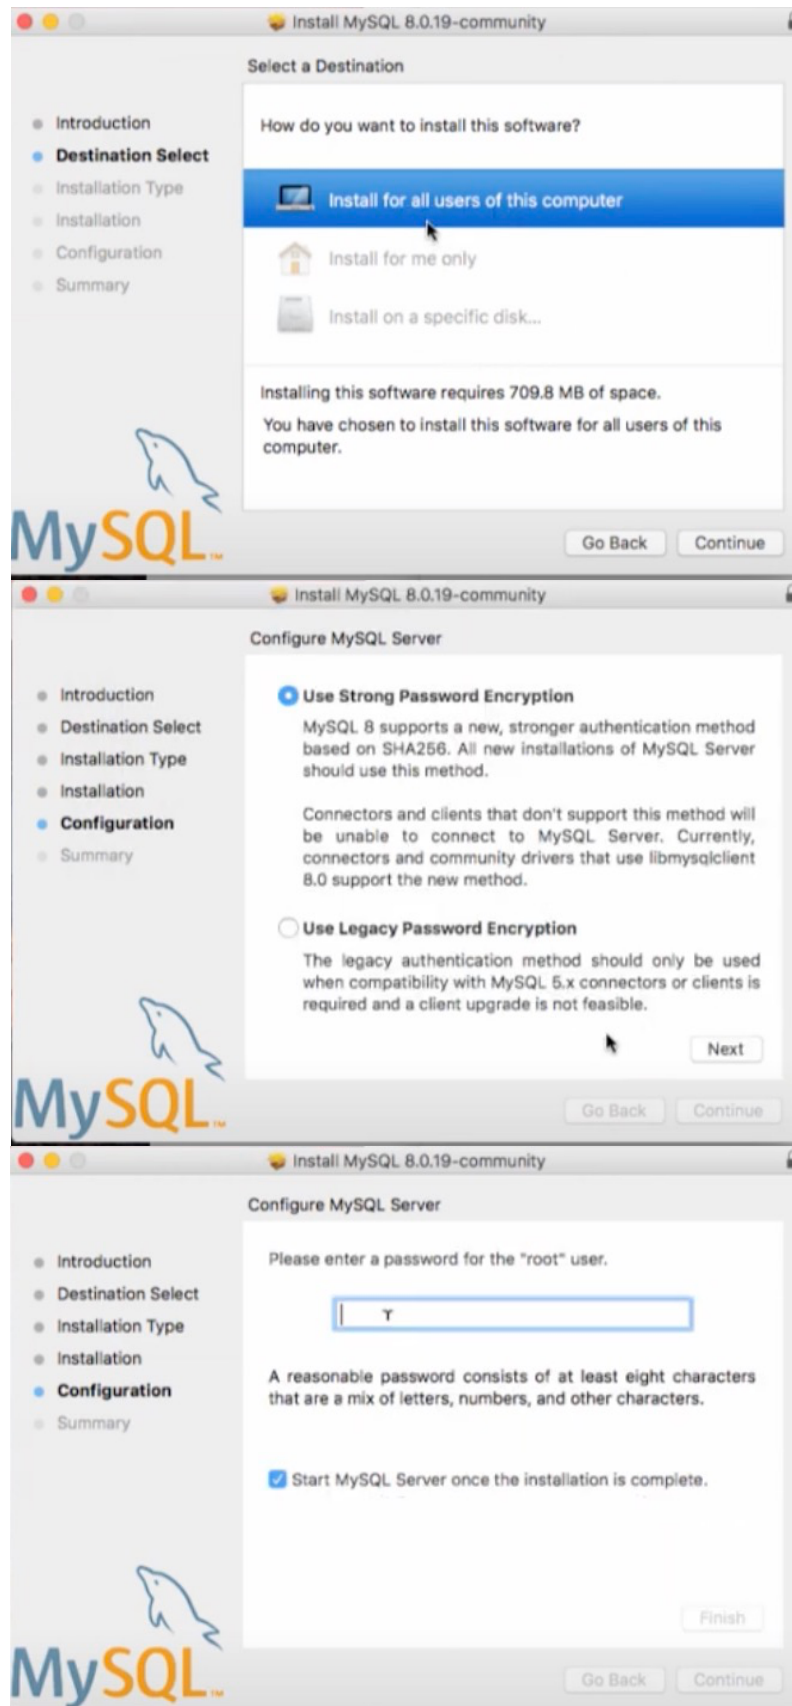 Install MySQL 8.0.19-community
Select a Destination
Introduction
Destination Select
Installation Type
Installation
Configuration
Summary
How do you want to install this software?
Install for all users of this computer
Install for me only
Install on a specific disk...
Installing this software requires 709.8 MB of space.
You have chosen to install this software for all users of this
computer.
MySQL™
Go Back
Continue
Install MySQL 8.0.19-community
Configure MySQL Server
Introduction
Destination Select
Installation Type
Installation
Configuration
Summary
Use Strong Password Encryption
MySQL 8 supports a new, stronger authentication method
based on SHA256. All new installations of MySQL Server
should use this method.
Connectors and clients that don't support this method will
be unable to connect to MySQL Server. Currently,
connectors and community drivers that use libmysqlclient
8.0 support the new method.
Use Legacy Password Encryption
The legacy authentication method should only be used
when compatibility with MySQL 5.x connectors or clients is
required and a client upgrade is not feasible.
Next
MySQL™
Go Back
Continue
Install MySQL 8.0.19-community
Configure MySQL Server
Introduction
Destination Select
Installation Type
Installation
Configuration
Summary
Please enter a password for the "root" user.
A reasonable password consists of at least eight characters
that are a mix of letters, numbers, and other characters.
Start MySQL Server once the installation is complete.
Finish
MySQL™
Go Back
Continue